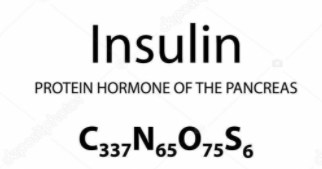 Insulin
PROTEIN HORMONE OF THE PANCREAS
C₃₃₇N₆₅O₇₅S₆